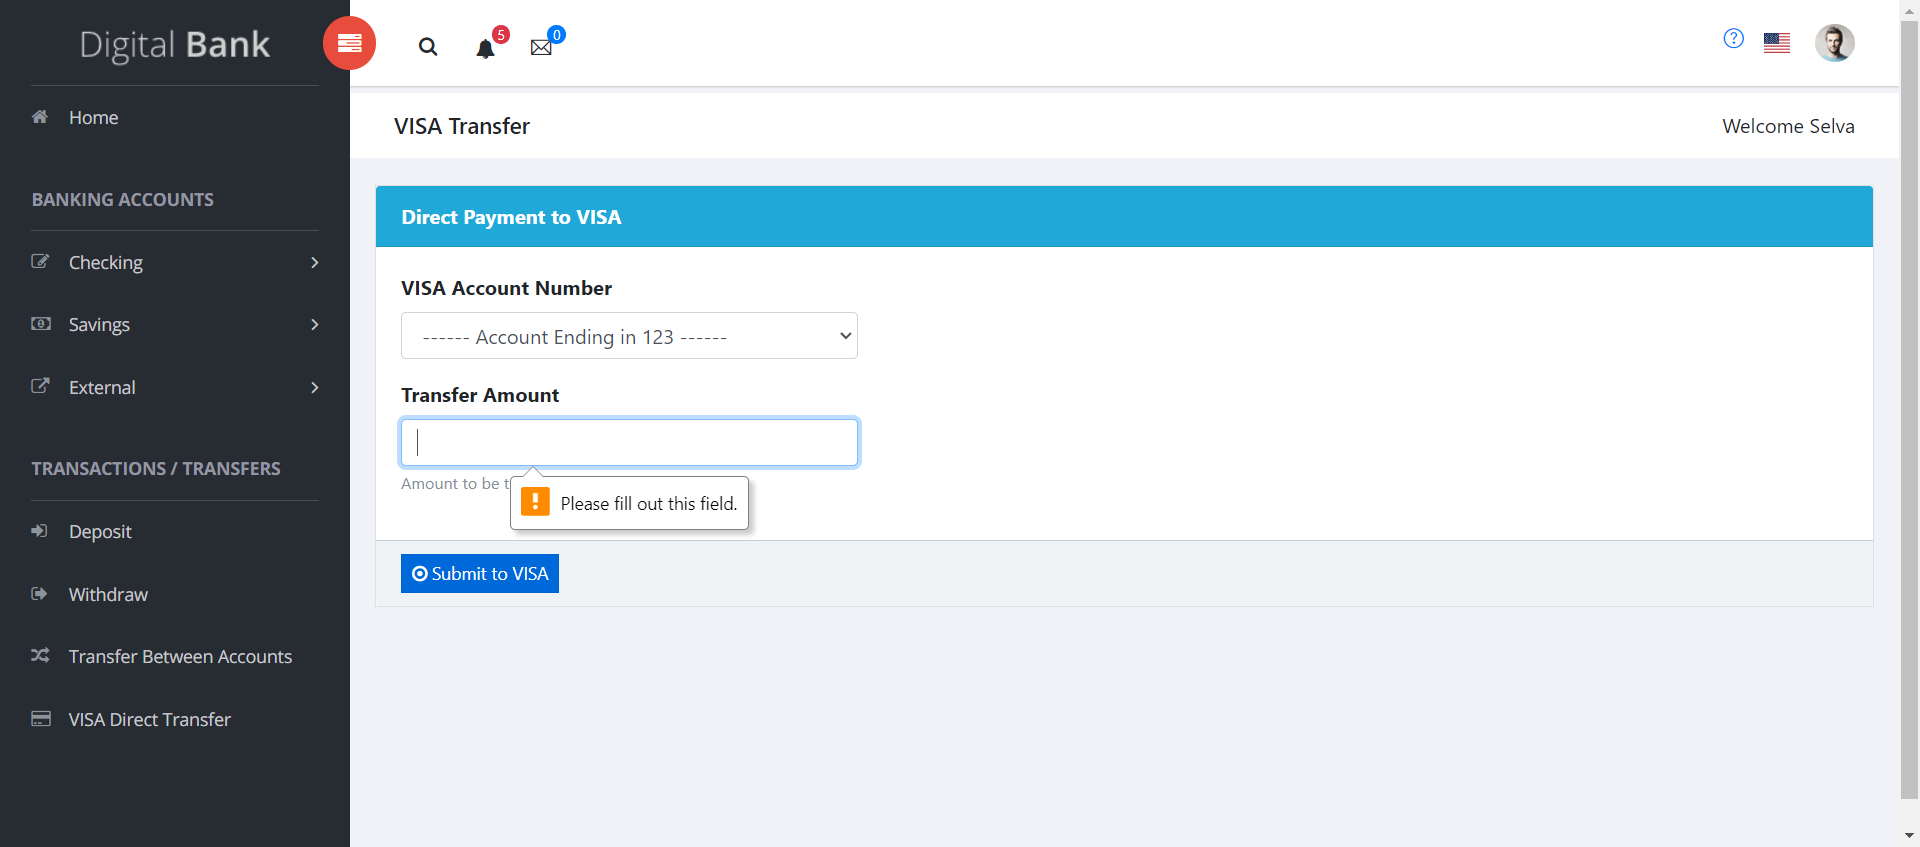 Digital Bank
5
0
Home
BANKING ACCOUNTS
Checking
Savings
External
TRANSACTIONS / TRANSFERS
Deposit
Withdraw
Transfer Between Accounts
VISA Direct Transfer
VISA Transfer
Welcome Selva
Direct Payment to VISA
VISA Account Number
------ Account Ending in 123 ------
Transfer Amount
Amount to be t
Please fill out this field.
Submit to VISA